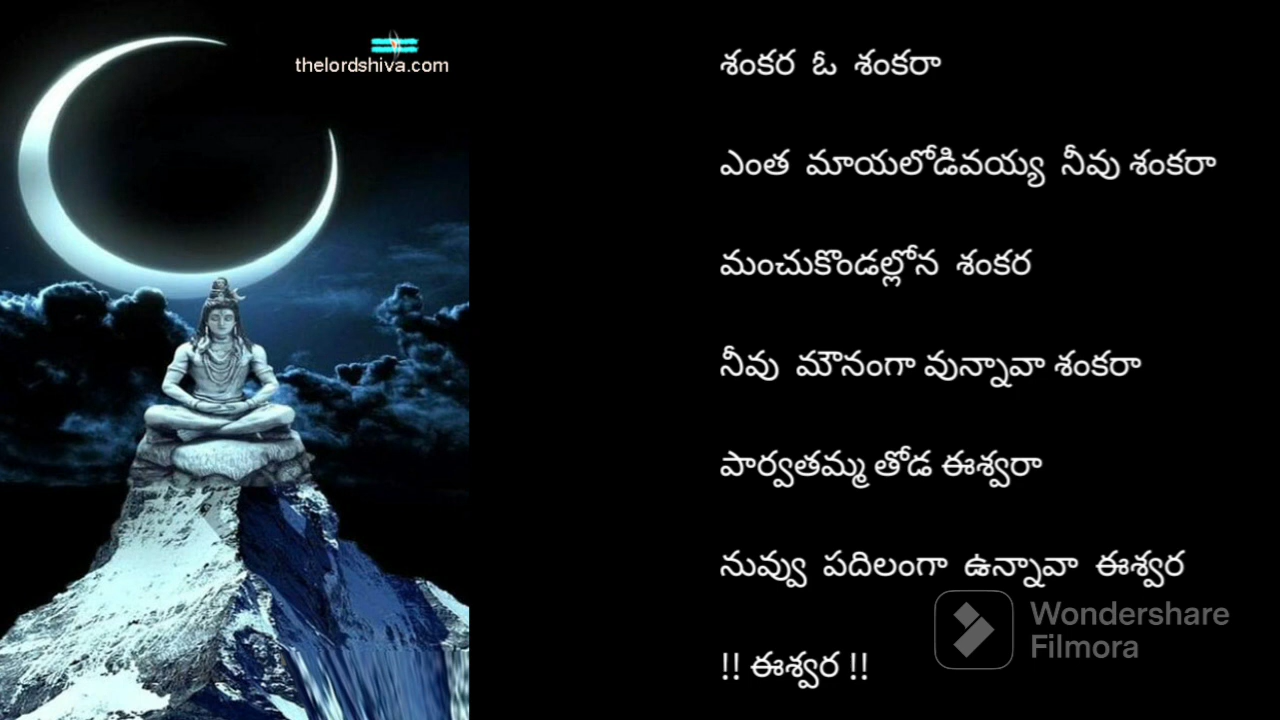 thelordshiva.com
శంకర ఓ శంకరా
ఎంత మాయలోడివయ్య నీవు శంకరా
మంచుకొండల్లోన శంకర
నీవు మౌనంగా వున్నావా శంకరా
పార్వతమ్మ తోడ ఈశ్వరా
నువ్వు పదిలంగా ఉన్నావా ఈశ్వర
!! ఈశ్వర !!
Wondershare
Filmora